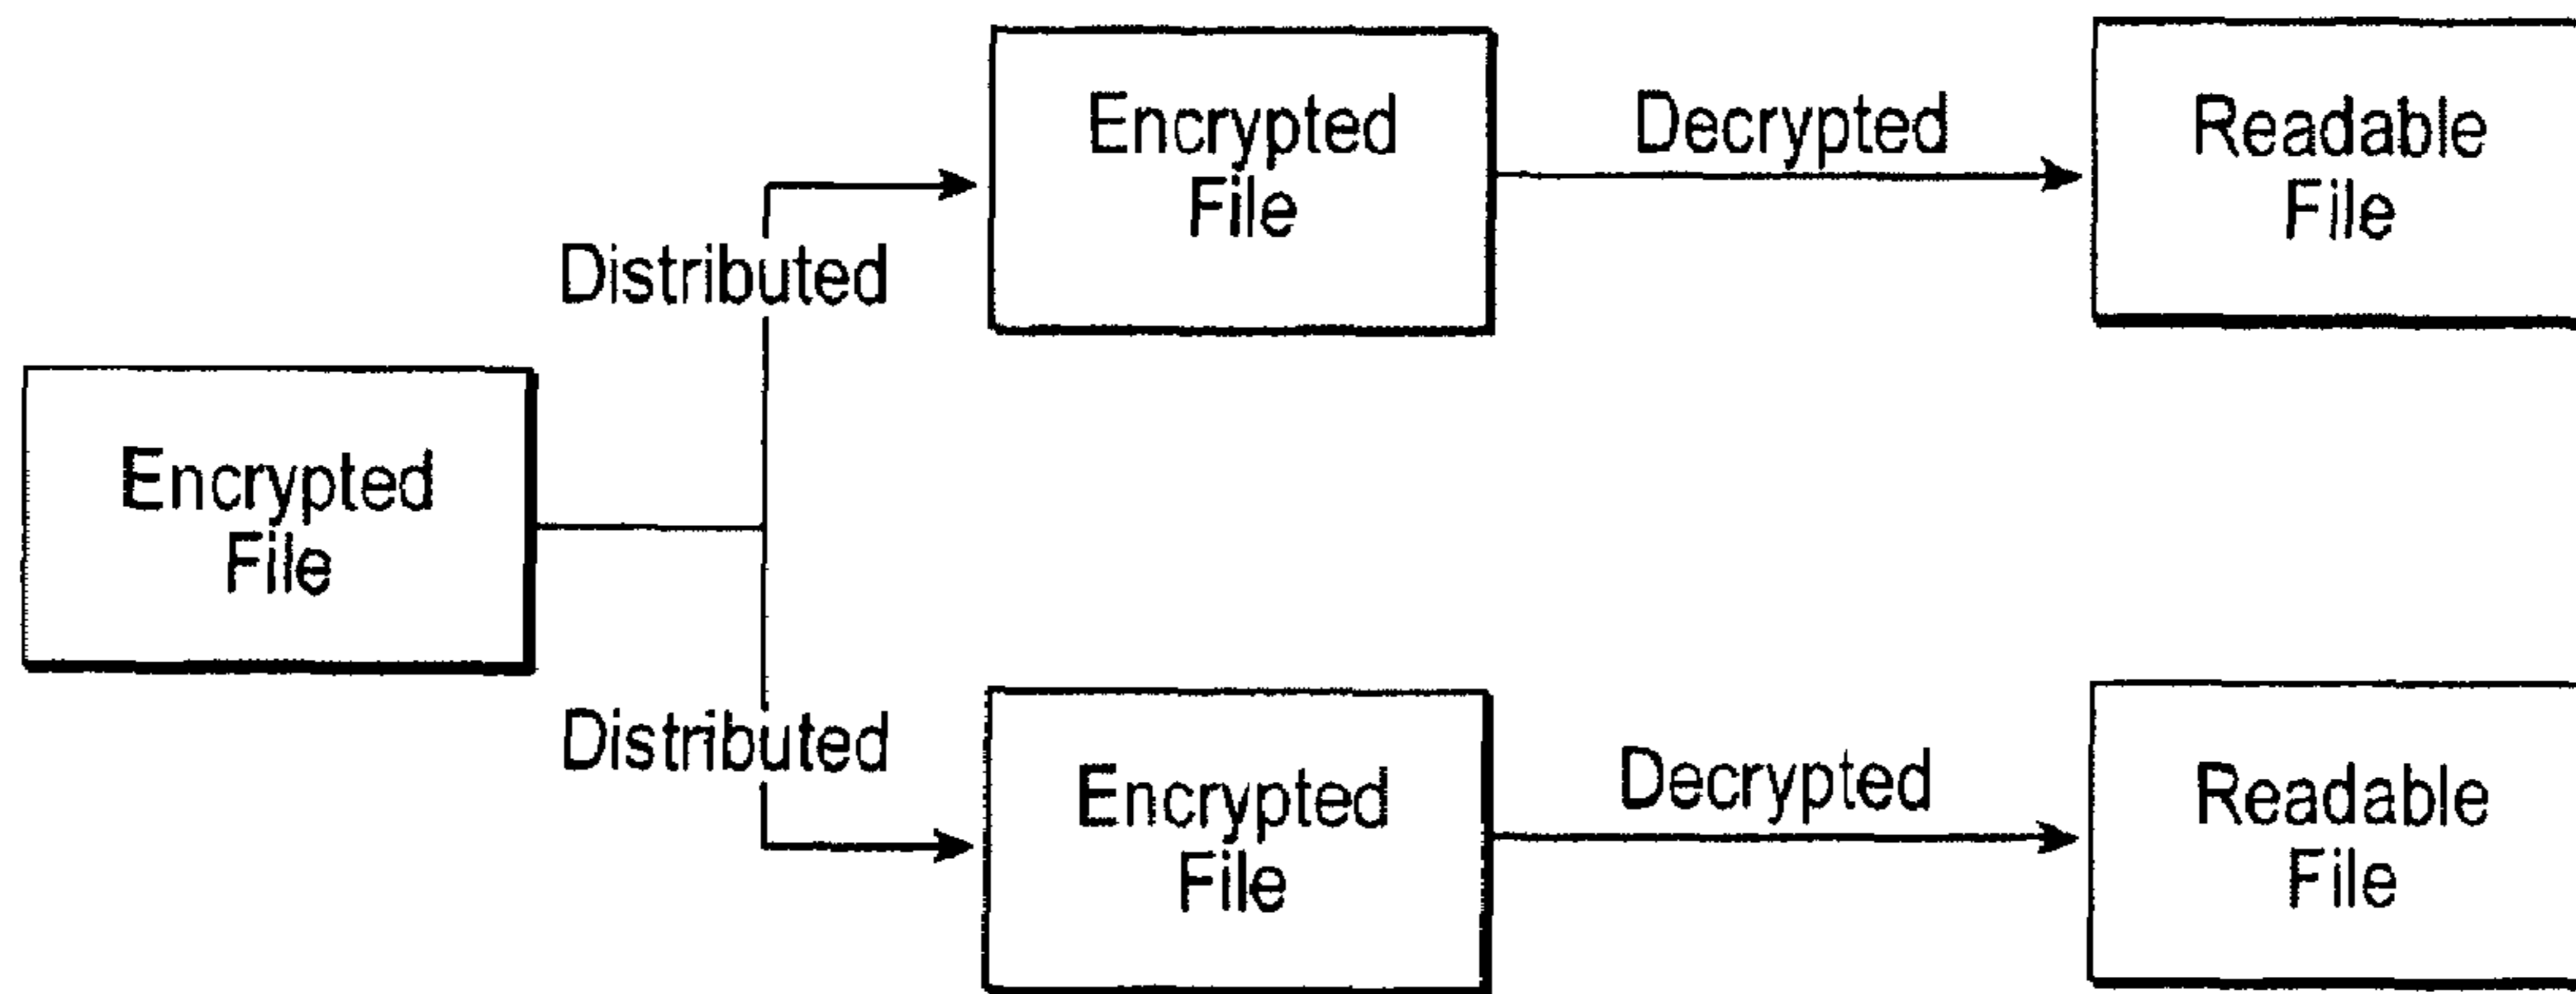 Encrypted
File
Distributed
Distributed
Encrypted
File
Decrypted
Readable
File
Encrypted
File
Decrypted
Readable
File